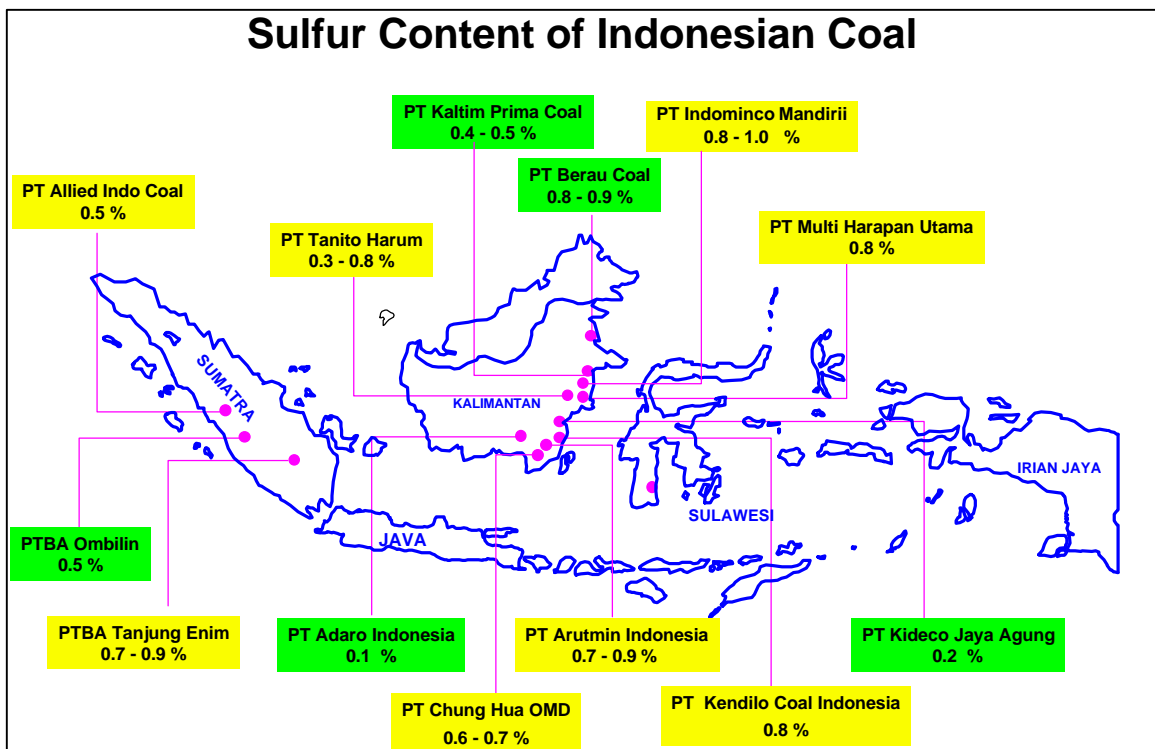 Sulfur Content of Indonesian Coal
PT Kaltim Prima Coal
0.4 - 0.5 %
PT Indominco Mandirii
0.8 - 1.0 %
PT Berau Coal
0.8 - 0.9 %
PT Allied Indo Coal
0.5 %
PT Tanito Harum
0.3 - 0.8 %
PT Multi Harapan Utama
0.8 %
SUMATRA
KALIMANTAN
IRIAN JAYA
SULAWESI
JAVA
PTBA Ombilin
0.5 %
PTBA Tanjung Enim
0.7 - 0.9 %
PT Adaro Indonesia
0.1 %
PT Arutmin Indonesia
0.7 - 0.9 %
PT Kideco Jaya Agung
0.2 %
PT Chung Hua OMD
0.6 - 0.7 %
PT Kendilo Coal Indonesia
0.8 %